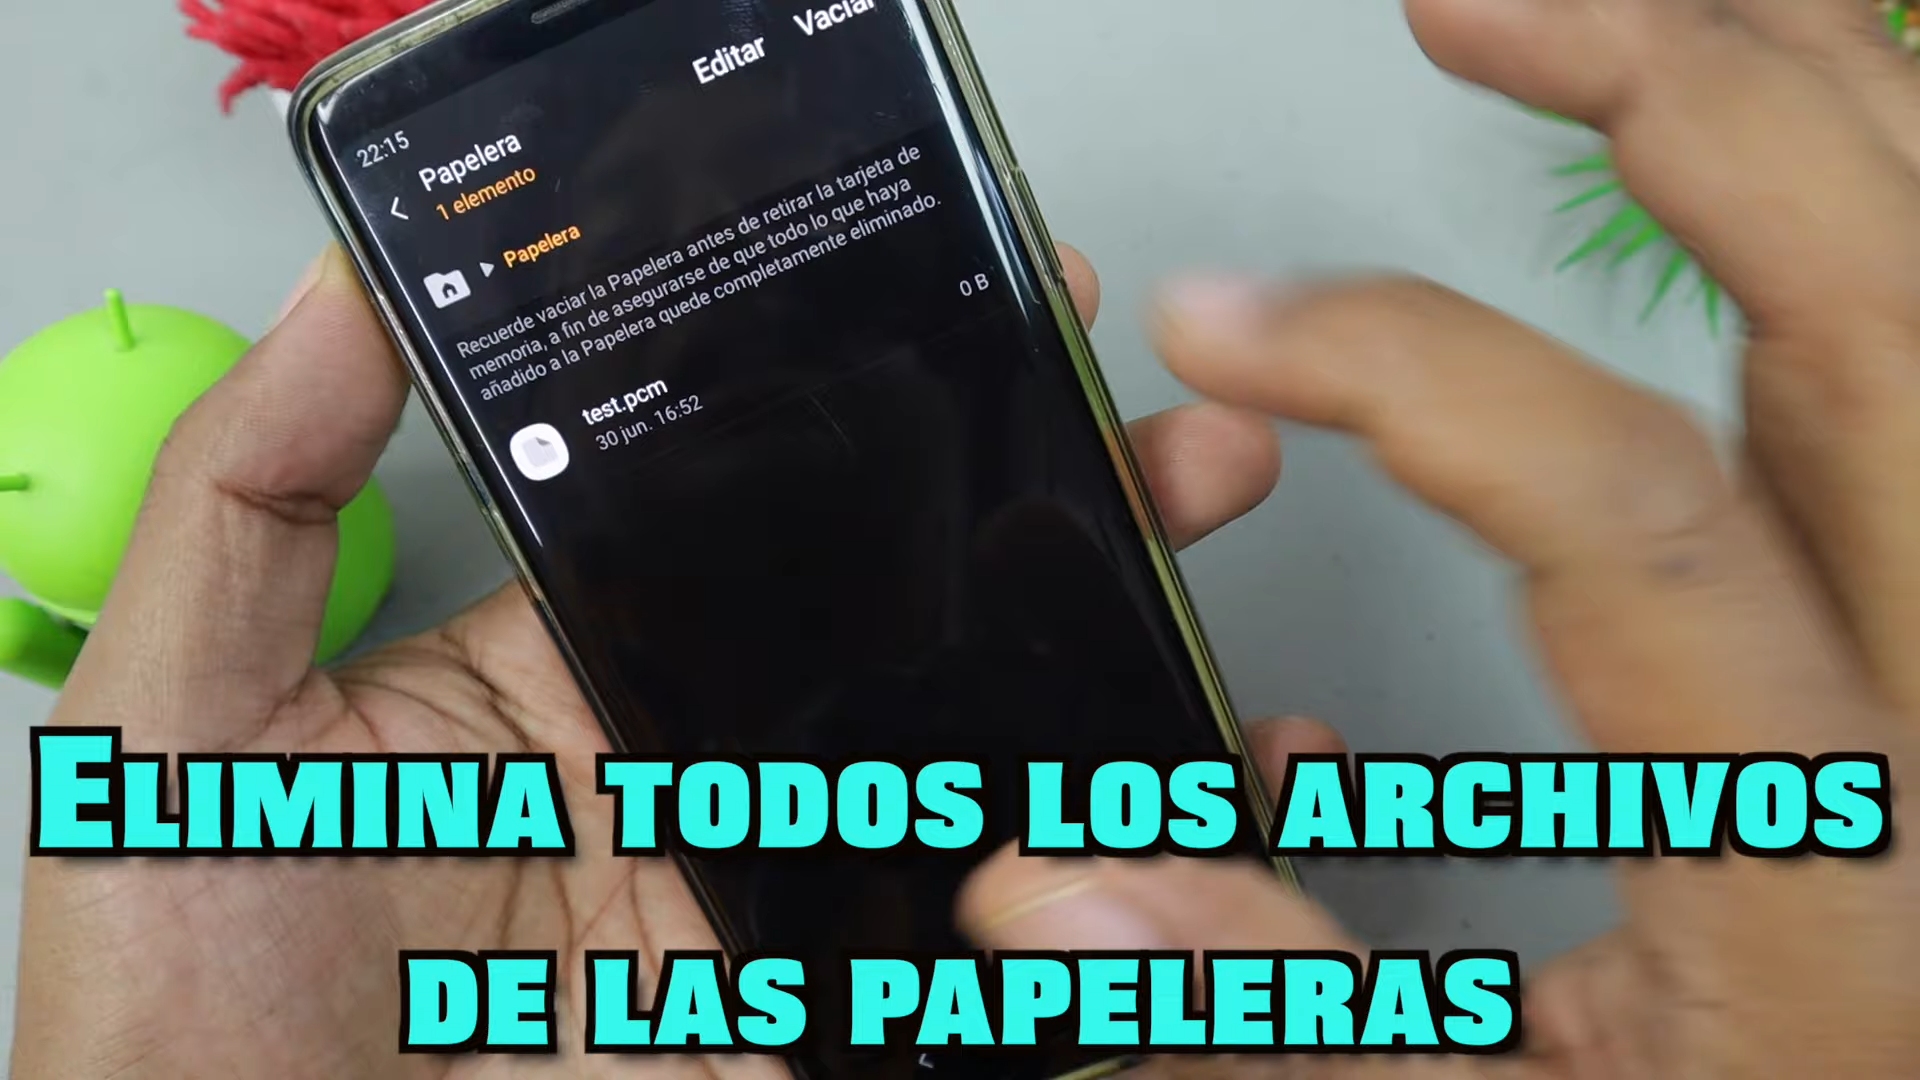 Editar Vaciar
22:15
Papelera
1 elemento
Papelera
Recuerde vaciar la Papelera antes de retirar la tarjeta de
memoria, a fin de asegurarse de que todo lo que haya
añadido a la Papelera quede completamente eliminado.
0 B
test.pcm
30 jun. 16:52
ELIMINA TODOS LOS ARCHIVOS
DE LAS PAPELERAS